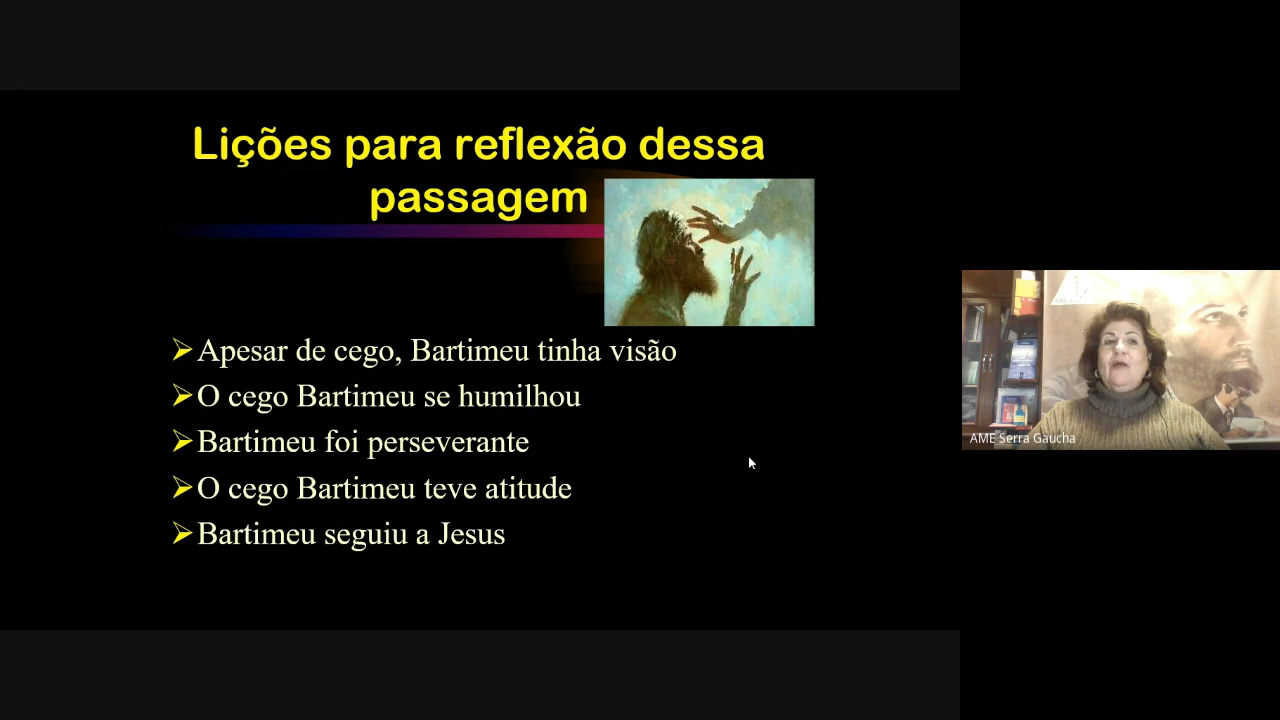 Lições para reflexão dessa
passagem
Apesar de cego, Bartimeu tinha visão
O cego Bartimeu se humilhou
Bartimeu foi perseverante
O cego Bartimeu teve atitude
Bartimeu seguiu a Jesus
AME Serra Gaucha